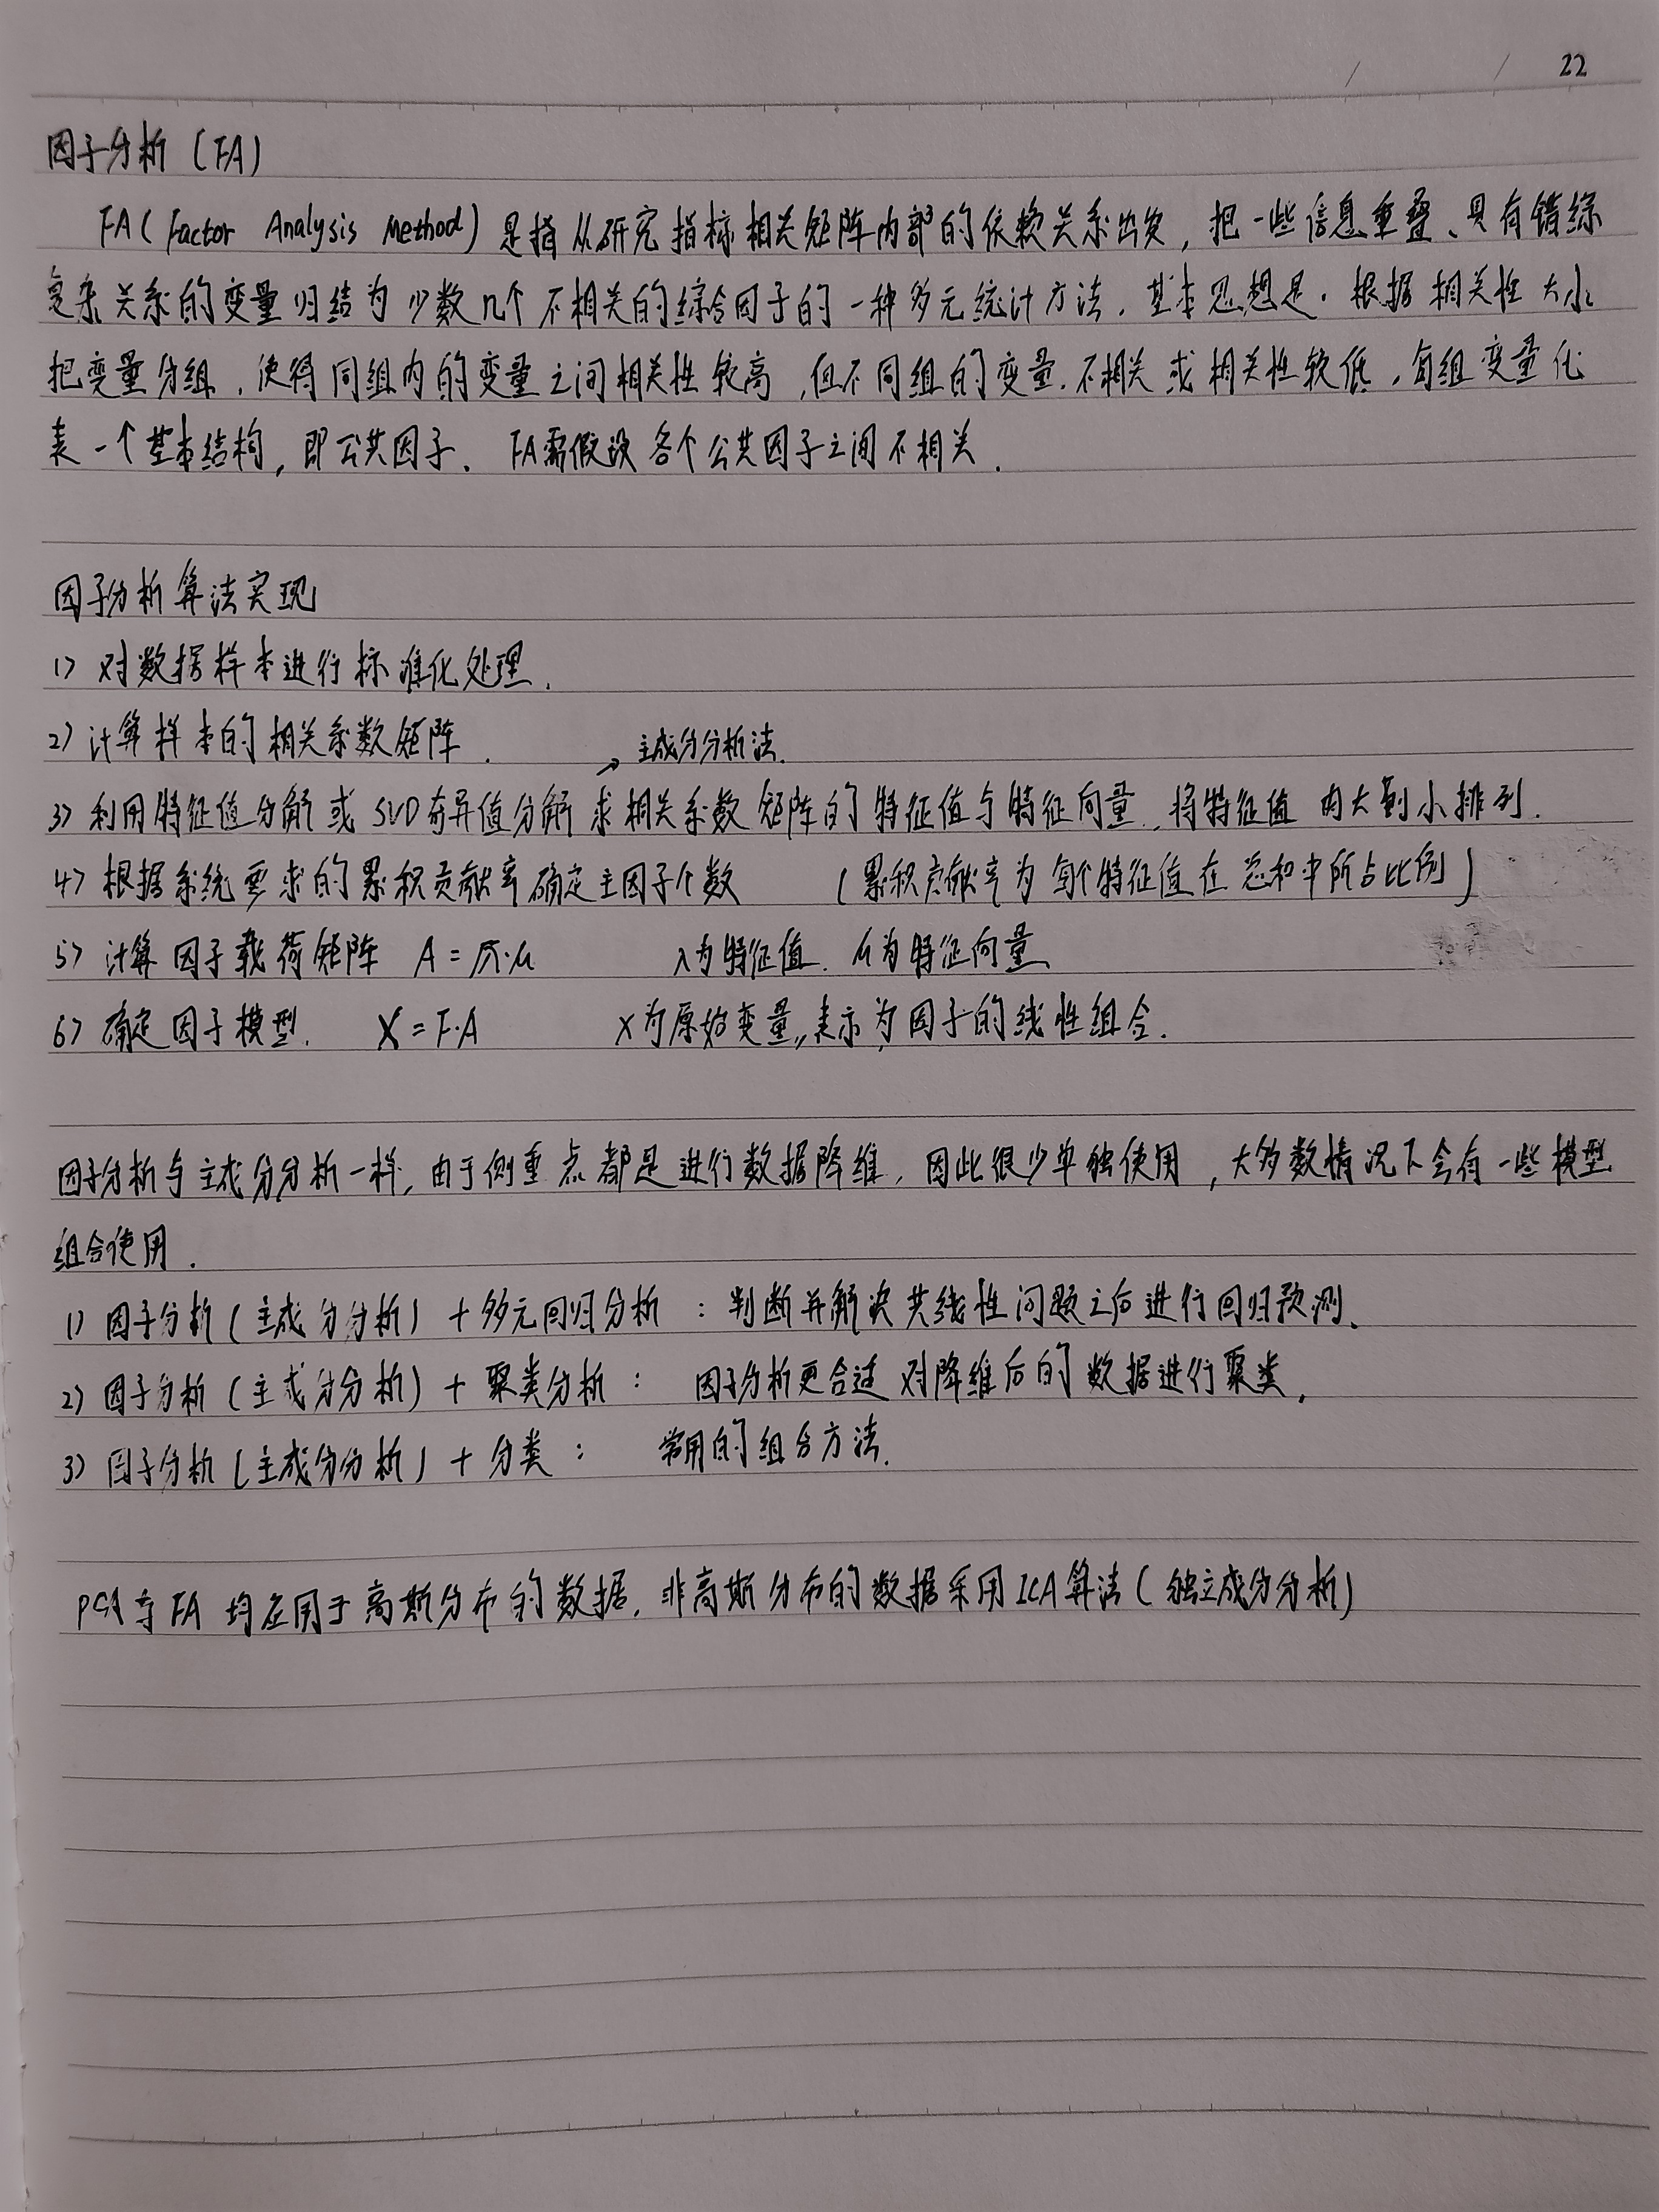 22
因子分析 (FA)
FA ( Factor Analysis Method ) 是指从研究指标相关矩阵内部的依赖关系出发, 把一些信息重叠、具有错综
复杂关系的变量归结为少数几个不相关的综合因子的一种多元统计方法. 基本思想是. 根据相关性大小
把变量分组, 使得同组内的变量之间相关性较高, 但不同组的变量.不相关或相关性较低, 每组变量化
表一个基本结构, 即公共因子. FA需假设各个公共因子之间不相关.
因子分析算法实现
1> 对数据样本进行标准化处理.
2> 计算样本的相关系数矩阵.
→ 主成分分析法.
3> 利用特征值分解或SVD奇异值分解求相关系数矩阵的特征值与特征向量, 将特征值由大到小排列.
4> 根据系统要求的累积贡献率确定主因子个数 (累积贡献率为每个特征值在总和中所占比例)
5> 计算因子载荷矩阵 A = √λ·μ λ为特征值. μ为特征向量.
6> 确定因子模型. X = F·A X为原始变量, 表示为因子的线性组合.
因子分析与主成分分析一样, 由于侧重点都是进行数据降维, 因此很少单独使用, 大多数情况下会有一些模型
组合使用.
1) 因子分析 (主成分分析) + 多元回归分析 : 判断并解决共线性问题之后进行回归预测.
2) 因子分析 (主成分分析) + 聚类分析 : 因子分析更合适对降维后的数据进行聚类.
3) 因子分析 (主成分分析) + 分类 : 常用的组合方法.
PCA与FA均应用于高斯分布的数据, 非高斯分布的数据采用ICA算法 (独立成分分析)